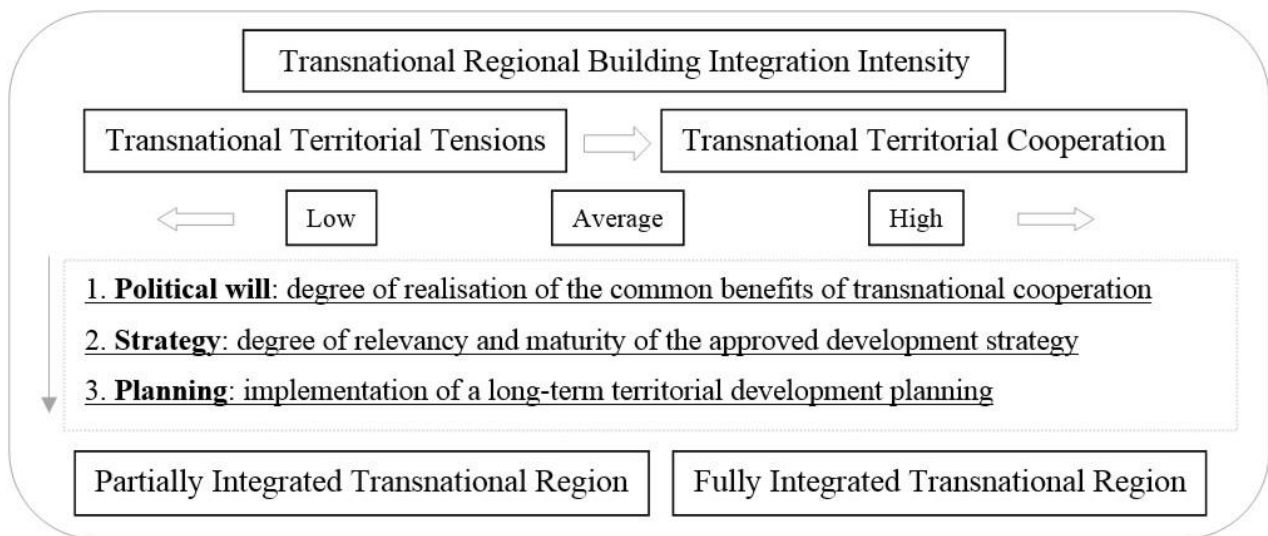 Transnational Regional Building Integration Intensity
Transnational Territorial Tensions
Transnational Territorial Cooperation
Low
Average
High
1. Political will: degree of realisation of the common benefits of transnational cooperation
2. Strategy: degree of relevancy and maturity of the approved development strategy
3. Planning: implementation of a long-term territorial development planning
Partially Integrated Transnational Region
Fully Integrated Transnational Region